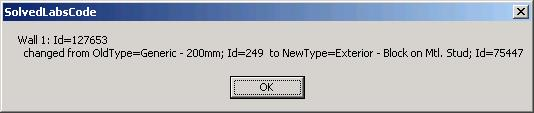 SolvedLabsCode
Wall 1: Id=127653
changed from OldType=Generic - 200mm; Id=249 to NewType=Exterior - Block on Mtl. Stud; Id=75447
OK